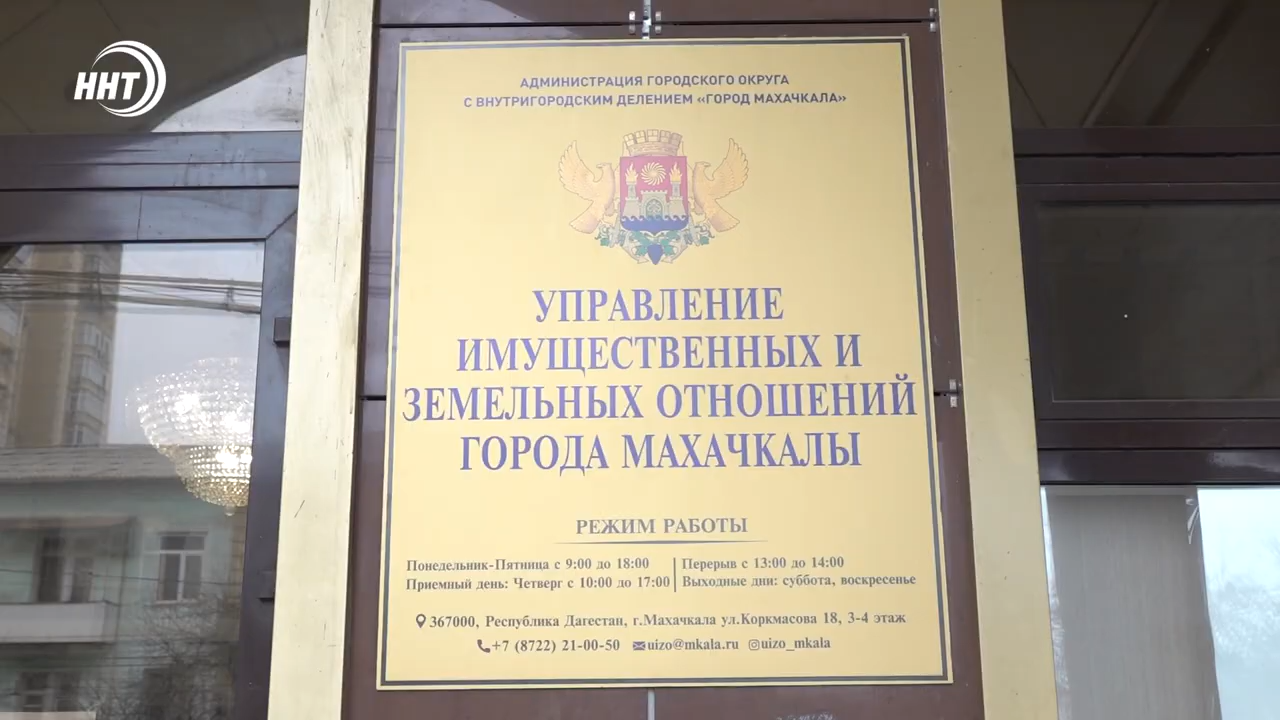 ННТ
АДМИНИСТРАЦИЯ ГОРОДСКОГО ОКРУГА
С ВНУТРИГОРОДСКИМ ДЕЛЕНИЕМ «ГОРОД МАХАЧКАЛА»
УПРАВЛЕНИЕ
ИМУЩЕСТВЕННЫХ И
ЗЕМЕЛЬНЫХ ОТНОШЕНИЙ
ГОРОДА МАХАЧКАЛЫ
РЕЖИМ РАБОТЫ
Понедельник-Пятница с 9:00 до 18:00
Приемный день: Четверг с 10:00 до 17:00
Перерыв с 13:00 до 14:00
Выходные дни: суббота, воскресенье
367000, Республика Дагестан, г.Махачкала ул.Коркмасова 18, 3-4 этаж
+7 (8722) 21-00-50 uizo@mkala.ru uizo_mkala